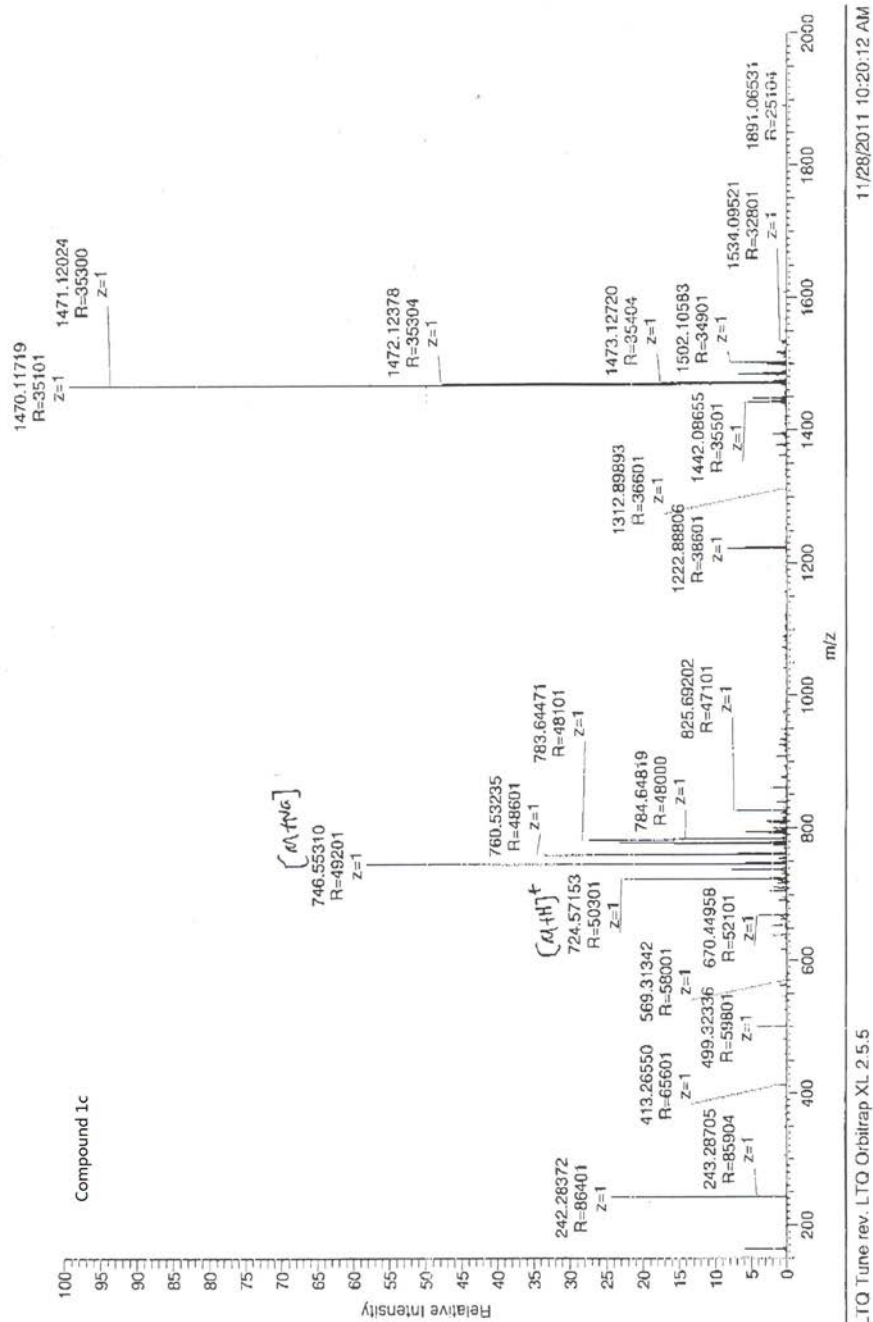 Compound 1c
Relative Intensity
100
95
90
85
80
75
70
65
60
55
50
45
40
35
30
25
20
15
10
5
0
242.28372
R=86401
z=1
243.28705
R=85904
z=1
413.26550
R=65601
z=1
499.32336
R=59801
z=1
569.31342
R=58001
z=1
670.44958
R=52101
z=1
[M+H]+
724.57153
R=50301
z=1
[M+Na]
746.55310
R=49201
z=1
760.53235
R=48601
z=1
783.64471
R=48101
z=1
784.64819
R=48000
z=1
825.69202
R=47101
z=1
1222.88806
R=38601
z=1
1312.89893
R=36601
z=1
1442.08655
R=35501
z=1
1470.11719
R=35101
z=1
1471.12024
R=35300
z=1
1472.12378
R=35304
z=1
1473.12720
R=35404
z=1
1502.10583
R=34901
z=1
1534.09521
R=32801
z=1
1891.06531
R=25104
200
400
600
800
1000
1200
1400
1600
1800
2000
m/z
LTQ Tune rev. LTQ Orbitrap XL 2.5.5
11/28/2011 10:20:12 AM